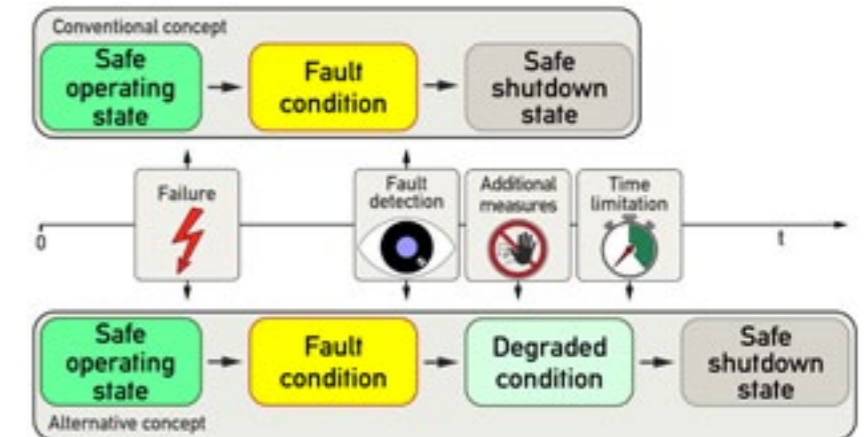 Conventional concept
Safe
operating
state
Fault
condition
Safe
shutdown
state
Failure
Fault
detection
Additional
measures
Time
limitation
0
t
Safe
operating
state
Fault
condition
Degraded
condition
Safe
shutdown
state
Alternative concept